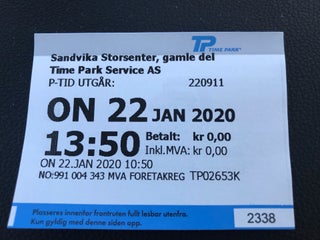 TP
TIME PARK
Sandvika Storsenter, gamle del
Time Park Service AS
P-TID UTGÅR: 220911
ON 22 JAN 2020
13:50 Betalt: kr 0,00
Inkl.MVA: kr 0,00
ON 22.JAN 2020 10:50
NO:991 004 343 MVA FORETAKREG TP02653K
Plasseres innenfor frontruten fullt lesbar utenfra.
Kun gyldig med denne siden opp.
2338